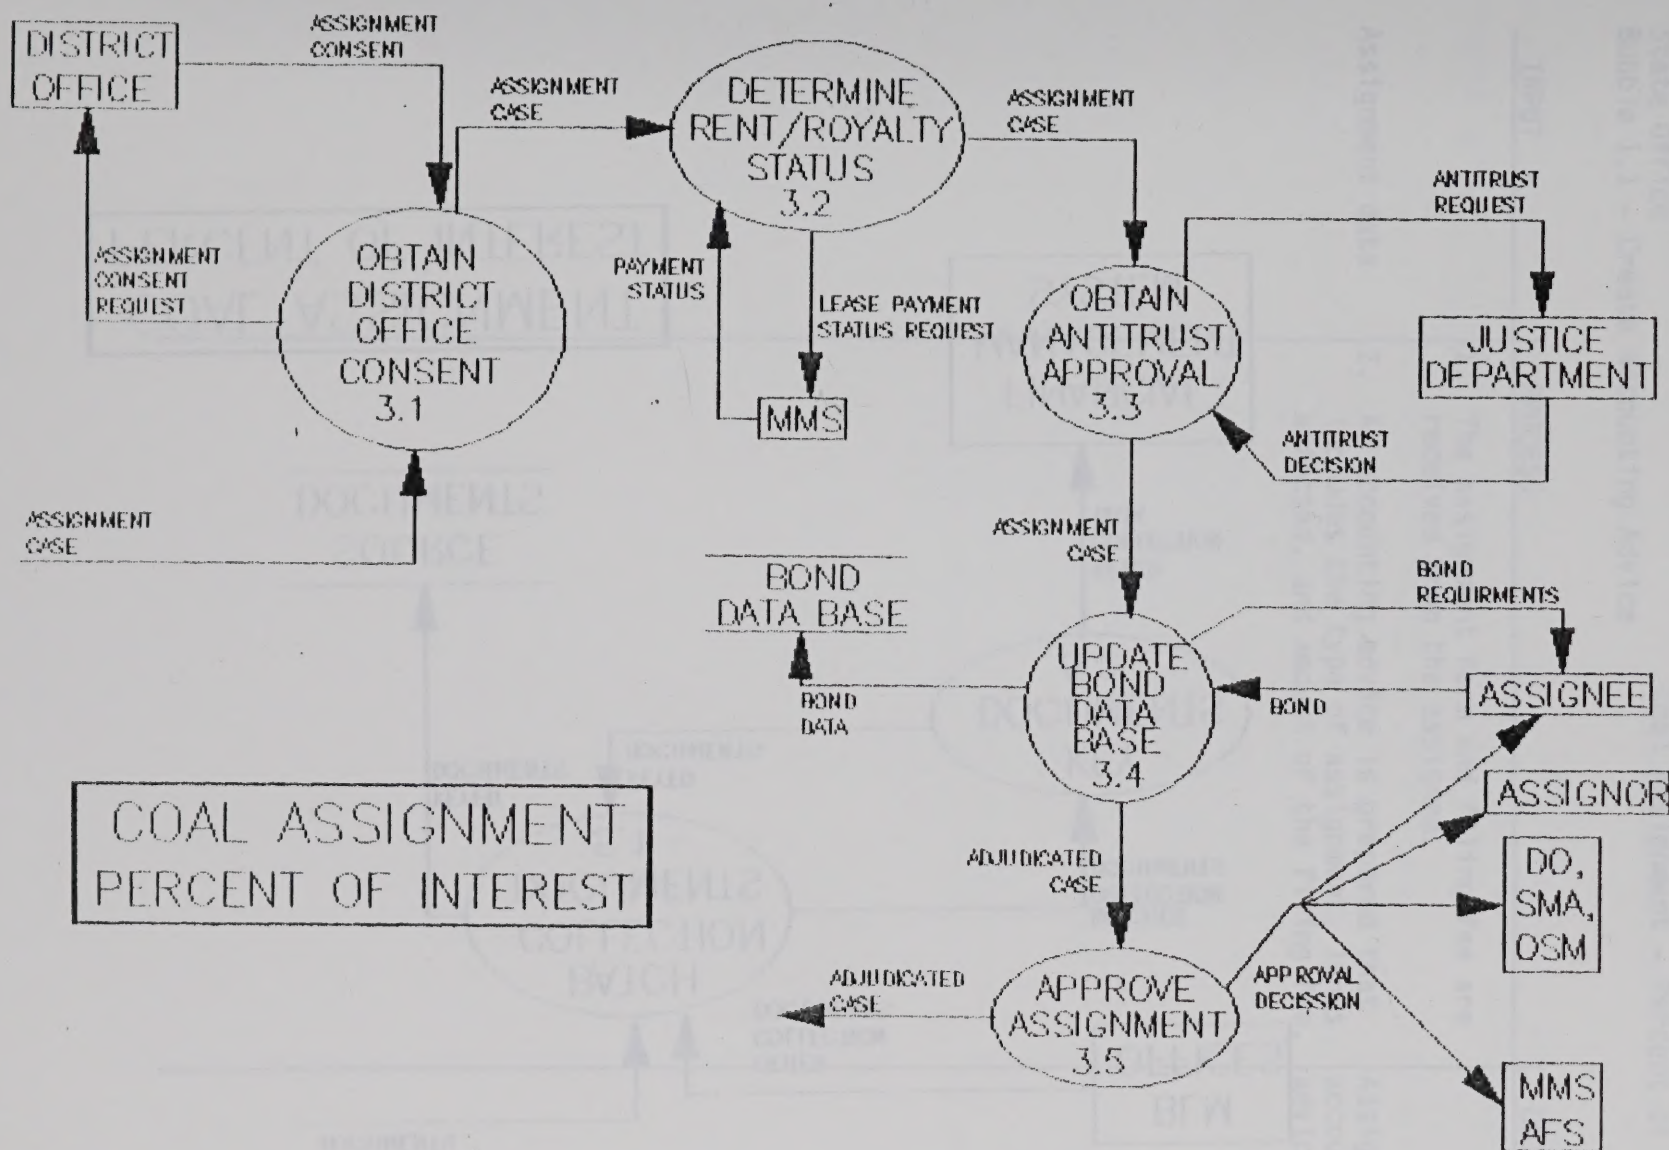 DISTRICT
OFFICE
ASSIGNMENT
CONSENT
ASSIGNMENT
CONSENT
REQUEST
OBTAIN
DISTRICT
OFFICE
CONSENT
3.1
ASSIGNMENT
CASE
ASSIGNMENT
CASE
DETERMINE
RENT/ROYALTY
STATUS
3.2
PAYMENT
STATUS
LEASE PAYMENT
STATUS REQUEST
MMS
ASSIGNMENT
CASE
OBTAIN
ANTITRUST
APPROVAL
3.3
ANTITRUST
REQUEST
JUSTICE
DEPARTMENT
ANTITRUST
DECISION
ASSIGNMENT
CASE
BOND
DATA BASE
BOND
DATA
UPDATE
BOND
DATA
BASE
3.4
BOND
REQUIRMENTS
BOND
ASSIGNEE
ASSIGNOR
DO,
SMA,
OSM
ADJUDICATED
CASE
ADJUDICATED
CASE
APPROVE
ASSIGNMENT
3.5
APPROVAL
DECISSION
MMS
AFS
COAL ASSIGNMENT
PERCENT OF INTEREST